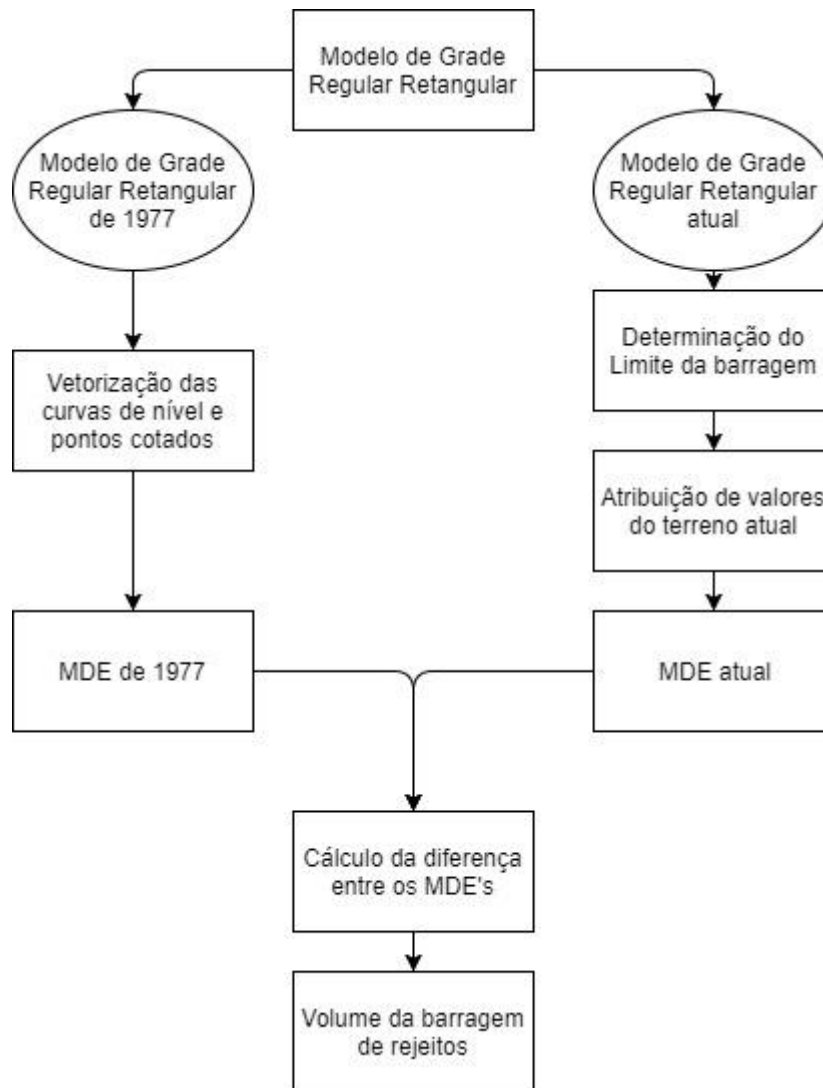 Modelo de Grade
Regular Retangular
Modelo de Grade
Regular Retangular
de 1977
Modelo de Grade
Regular Retangular
atual
Determinação do
Limite da barragem
Vetorização das
curvas de nível e
pontos cotados
Atribuição de valores
do terreno atual
MDE de 1977
MDE atual
Cálculo da diferença
entre os MDE's
Volume da barragem
de rejeitos